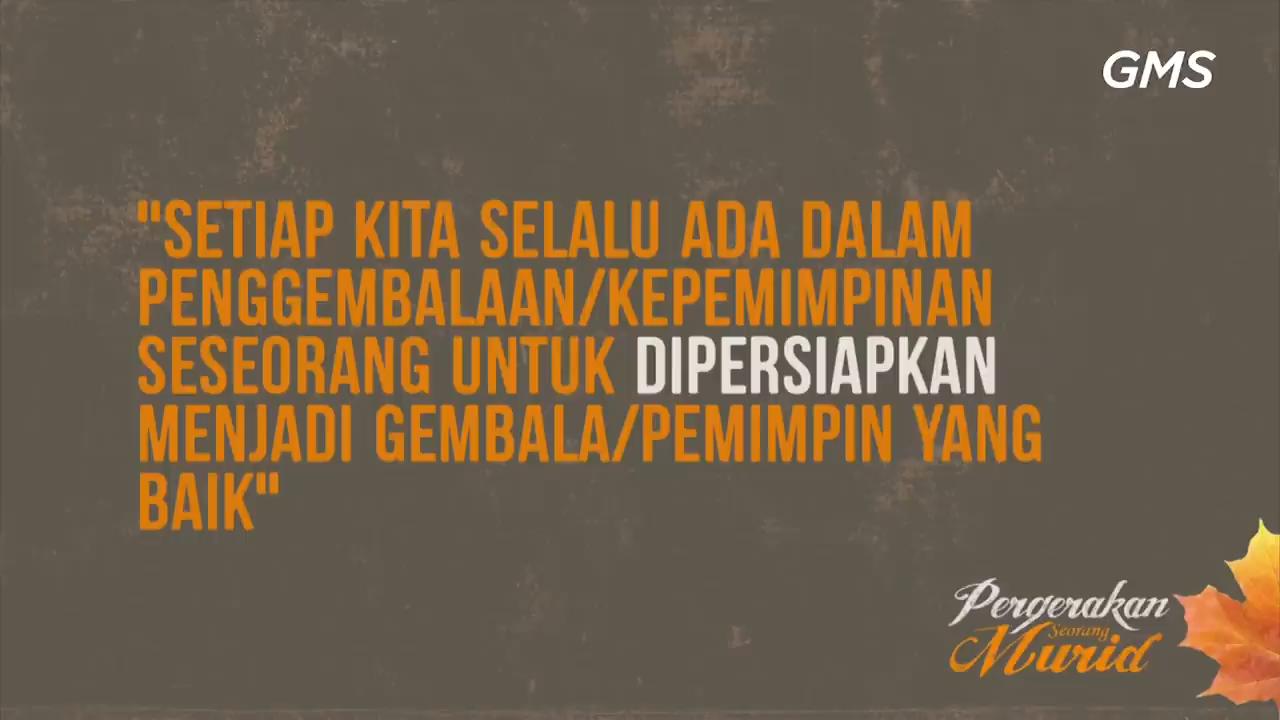 GMS
"SETIAP KITA SELALU ADA DALAM
PENGGEMBALAAN/KEPEMIMPINAN
SESEORANG UNTUK DIPERSIAPKAN
MENJADI GEMBALA/PEMIMPIN YANG
BAIK"
Pergerakan
Seorang
Murid